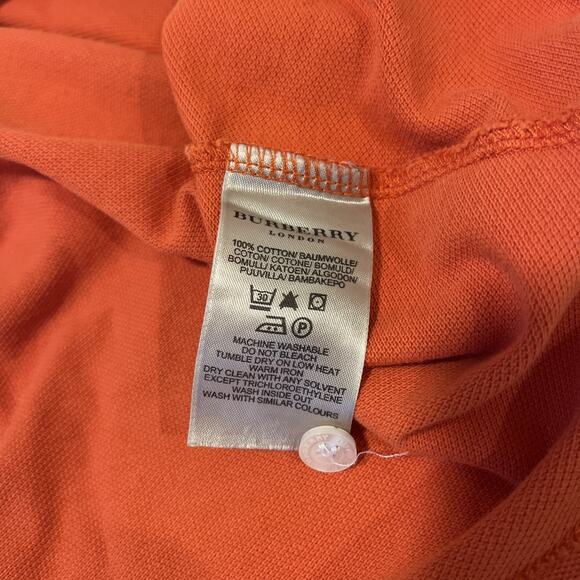 BURBERRY
LONDON
100% COTTON/ BAUMWOLLE/
COTON/ COTONE/ BOMULD/
BOMULL/ KATOEN/ ALGODON/
PUUVILLA/ BAMBAKEPO
30
P
MACHINE WASHABLE
DO NOT BLEACH
TUMBLE DRY ON LOW HEAT
WARM IRON
DRY CLEAN WITH ANY SOLVENT
EXCEPT TRICHLOROETHYLENE
WASH INSIDE OUT
WASH WITH SIMILAR COLOURS